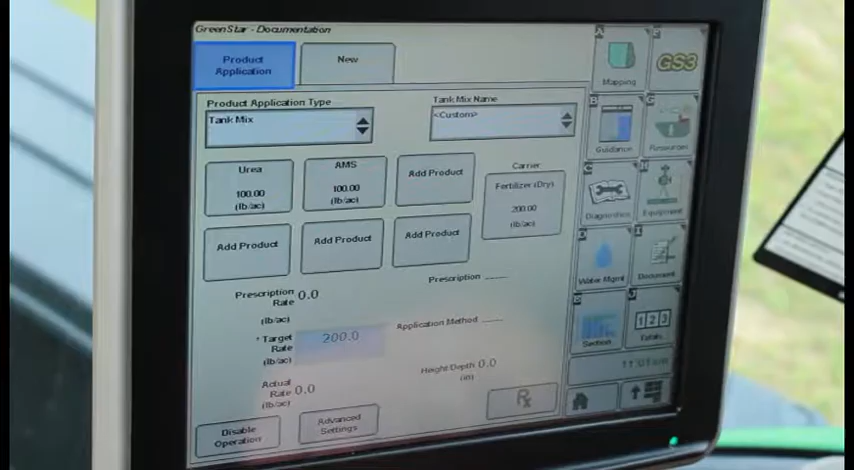 GreenStar - Documentation
Product
Application
New
Product Application Type
Tank Mix
Tank Mix Name
<Custom>
Urea
100.00
(lb/ac)
AMS
100.00
(lb/ac)
Add Product
Carrier
Fertilizer (Dry)
200.00
(lb/ac)
Add Product
Add Product
Add Product
Prescription
Rate 0.0
(lb/ac)
Prescription
* Target
Rate
(lb/ac)
200.0
Application Method
Actual
Rate 0.0
(lb/ac)
Height Depth 0.0
(in)
Disable
Operation
Advanced
Settings
Rx
A
Mapping
F
GS3
B
Guidance
G
Resources
C
Diagnostics
H
Equipment
D
Water Mgmt
I
Document
E
Section
J
123
Totals